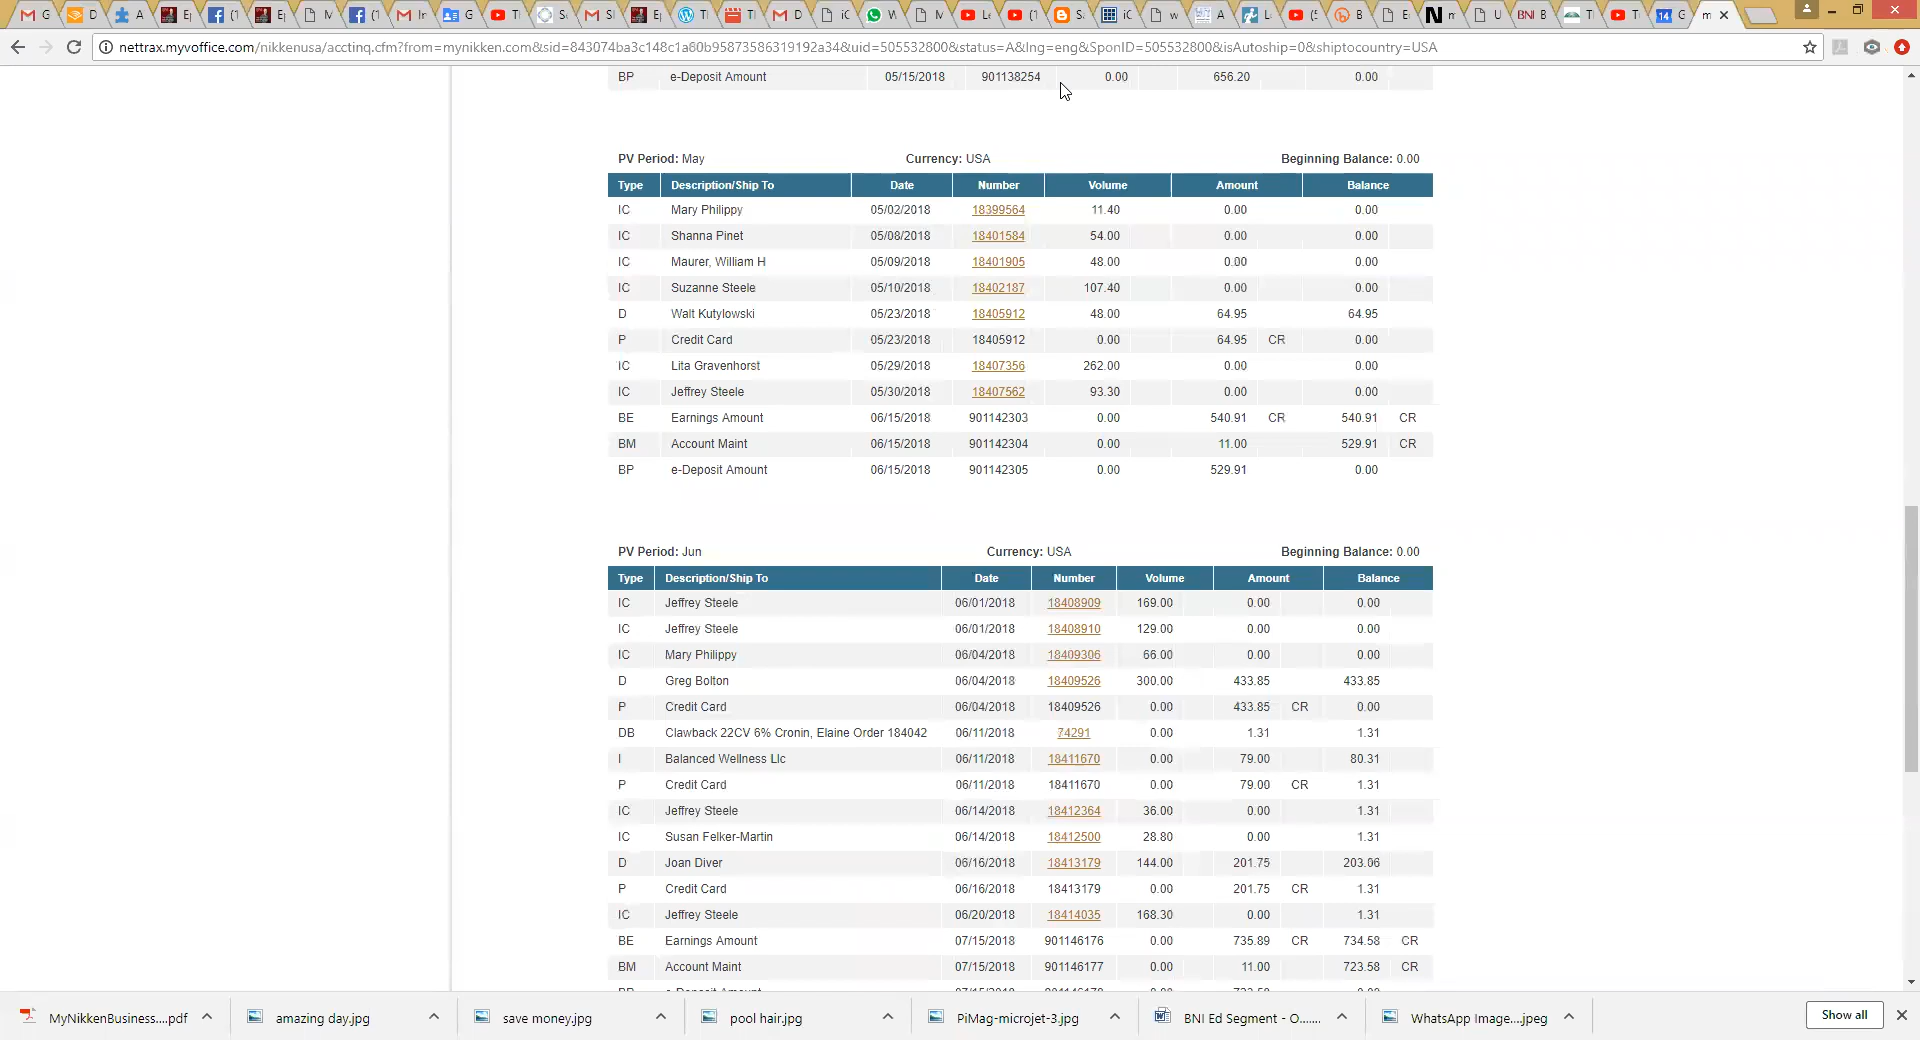 nettrax.myvoffice.com/nikkenusa/acctinq.cfm?from=mynikken.com&sid=843074ba3c148c1a60b95873586319192a34&uid=505532800&status=A&lng=eng&SponID=505532800&isAutoship=0&shiptocountry=USA
BP e-Deposit Amount 05/15/2018 901138254 0.00 656.20 0.00
PV Period: May Currency: USA Beginning Balance: 0.00
Type Description/Ship To Date Number Volume Amount Balance
IC Mary Philippy 05/02/2018 18399564 11.40 0.00 0.00
IC Shanna Pinet 05/08/2018 18401584 54.00 0.00 0.00
IC Maurer, William H 05/09/2018 18401905 48.00 0.00 0.00
IC Suzanne Steele 05/10/2018 18402187 107.40 0.00 0.00
D Walt Kutylowski 05/23/2018 18405912 48.00 64.95 64.95
P Credit Card 05/23/2018 18405912 0.00 64.95 CR 0.00
IC Lita Gravenhorst 05/29/2018 18407356 262.00 0.00 0.00
IC Jeffrey Steele 05/30/2018 18407562 93.30 0.00 0.00
BE Earnings Amount 06/15/2018 901142303 0.00 540.91 CR 540.91 CR
BM Account Maint 06/15/2018 901142304 0.00 11.00 529.91 CR
BP e-Deposit Amount 06/15/2018 901142305 0.00 529.91 0.00
PV Period: Jun Currency: USA Beginning Balance: 0.00
Type Description/Ship To Date Number Volume Amount Balance
IC Jeffrey Steele 06/01/2018 18408909 169.00 0.00 0.00
IC Jeffrey Steele 06/01/2018 18408910 129.00 0.00 0.00
IC Mary Philippy 06/04/2018 18409306 66.00 0.00 0.00
D Greg Bolton 06/04/2018 18409526 300.00 433.85 433.85
P Credit Card 06/04/2018 18409526 0.00 433.85 CR 0.00
DB Clawback 22CV 6% Cronin, Elaine Order 184042 06/11/2018 74291 0.00 1.31 1.31
I Balanced Wellness Llc 06/11/2018 18411670 0.00 79.00 80.31
P Credit Card 06/11/2018 18411670 0.00 79.00 CR 1.31
IC Jeffrey Steele 06/14/2018 18412364 36.00 0.00 1.31
IC Susan Felker-Martin 06/14/2018 18412500 28.80 0.00 1.31
D Joan Diver 06/16/2018 18413179 144.00 201.75 203.06
P Credit Card 06/16/2018 18413179 0.00 201.75 CR 1.31
IC Jeffrey Steele 06/20/2018 18414035 168.30 0.00 1.31
BE Earnings Amount 07/15/2018 901146176 0.00 735.89 CR 734.58 CR
BM Account Maint 07/15/2018 901146177 0.00 11.00 723.58 CR
MyNikkenBusiness....pdf amazing day.jpg save money.jpg pool hair.jpg PiMag-microjet-3.jpg BNI Ed Segment - O...... WhatsApp Image....jpeg Show all